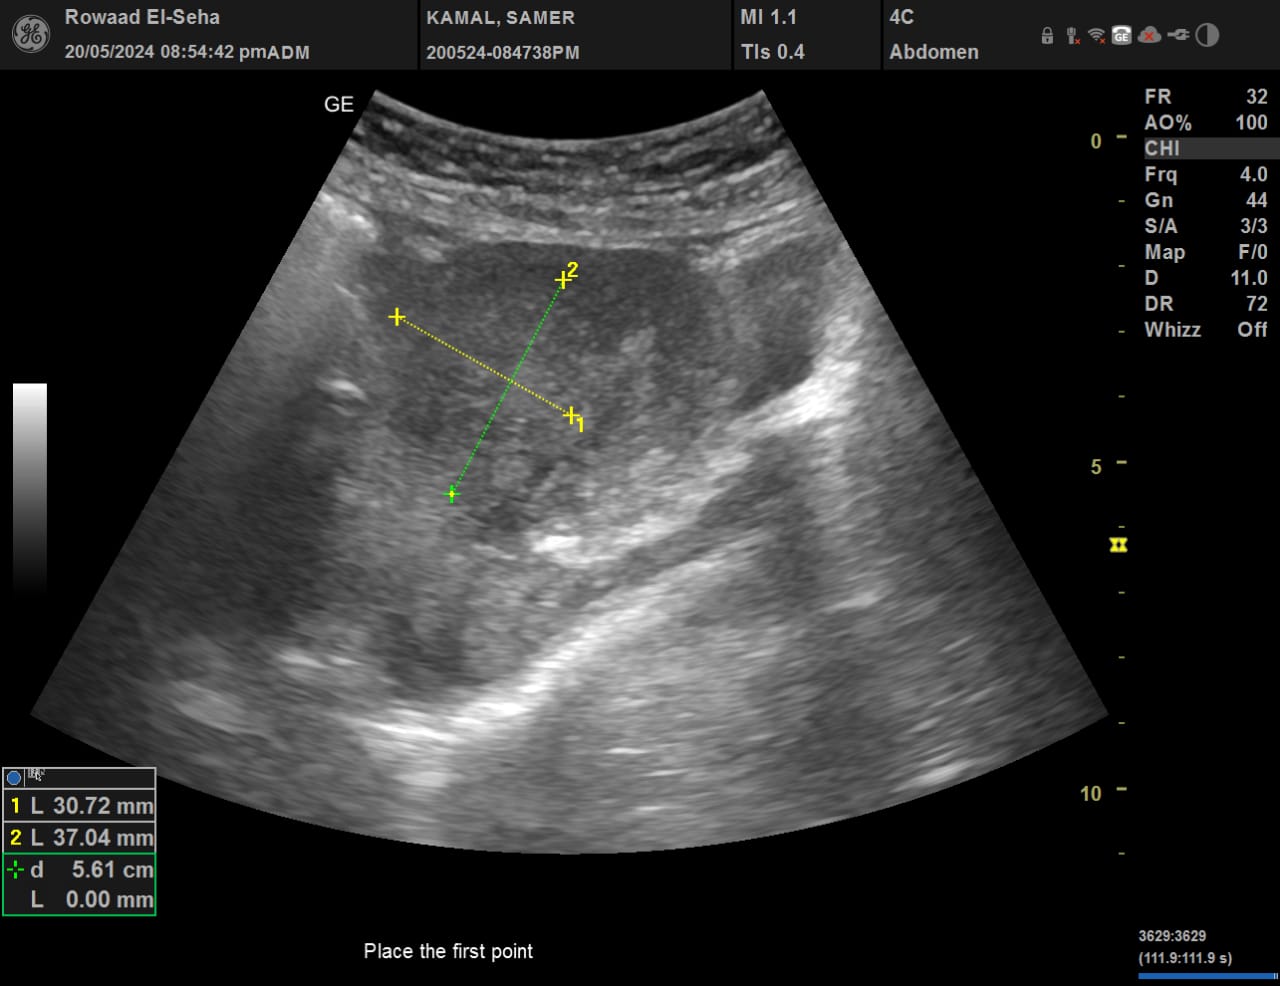 Rowaad El-Seha
20/05/2024 08:54:42 pmADM
KAMAL, SAMER
200524-084738PM
MI 1.1
TIs 0.4
4C
Abdomen
GE
GE
FR 32
AO% 100
CHI
Frq 4.0
Gn 44
S/A 3/3
Map F/0
D 11.0
DR 72
Whizz Off
0
5
10
2
1
1 L 30.72 mm
2 L 37.04 mm
d 5.61 cm
L 0.00 mm
Place the first point
3629:3629
(111.9:111.9 s)